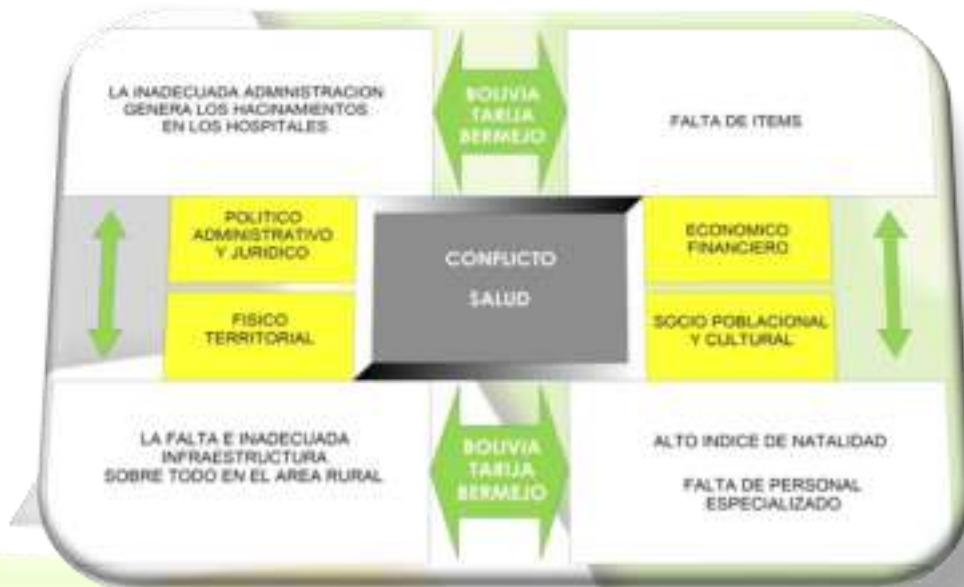 LA INADECUADA ADMINISTRACION
GENERA LOS HACINAMIENTOS
EN LOS HOSPITALES
BOLIVIA
TARIJA
BERMEJO
FALTA DE ITEMS
POLITICO
ADMINISTRATIVO
Y JURIDICO
CONFLICTO
SALUD
ECONOMICO
FINANCIERO
FISICO
TERRITORIAL
SOCIO POBLACIONAL
Y CULTURAL
LA FALTA E INADECUADA
INFRAESTRUCTURA
SOBRE TODO EN EL AREA RURAL
BOLIVIA
TARIJA
BERMEJO
ALTO INDICE DE NATALIDAD
FALTA DE PERSONAL
ESPECIALIZADO